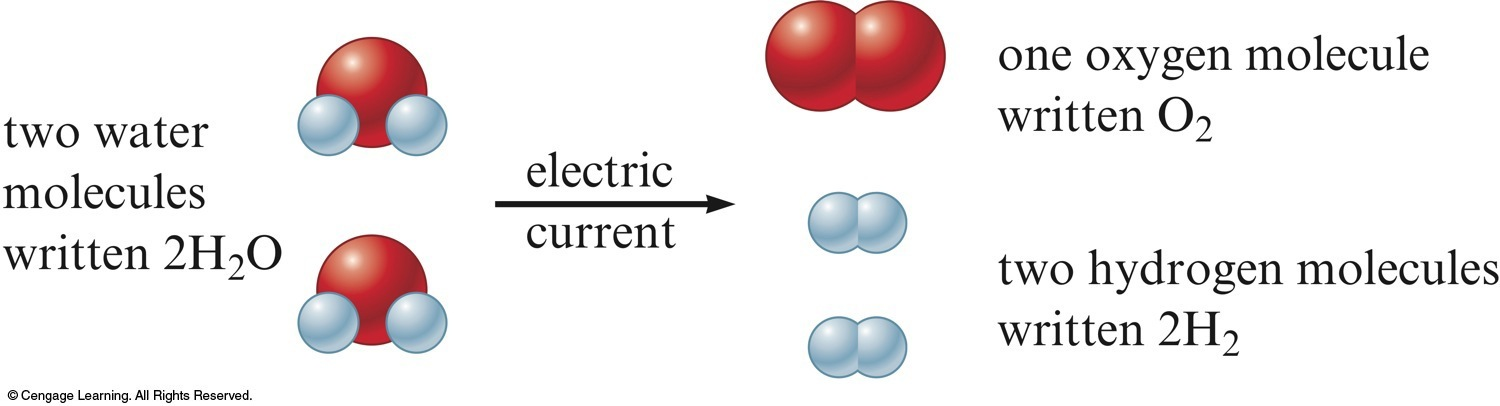 two water
molecules
written 2H₂O
electric
current
one oxygen molecule
written O₂
two hydrogen molecules
written 2H₂
© Cengage Learning. All Rights Reserved.